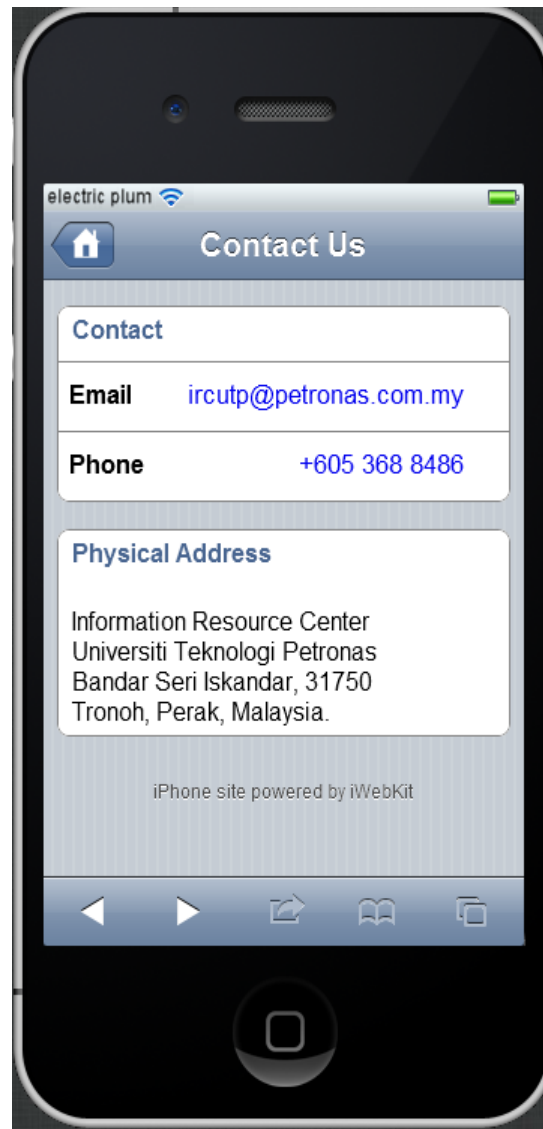 electric plum
Contact Us
Contact
Email ircutp@petronas.com.my
Phone +605 368 8486
Physical Address
Information Resource Center
Universiti Teknologi Petronas
Bandar Seri Iskandar, 31750
Tronoh, Perak, Malaysia.
iPhone site powered by iWebKit